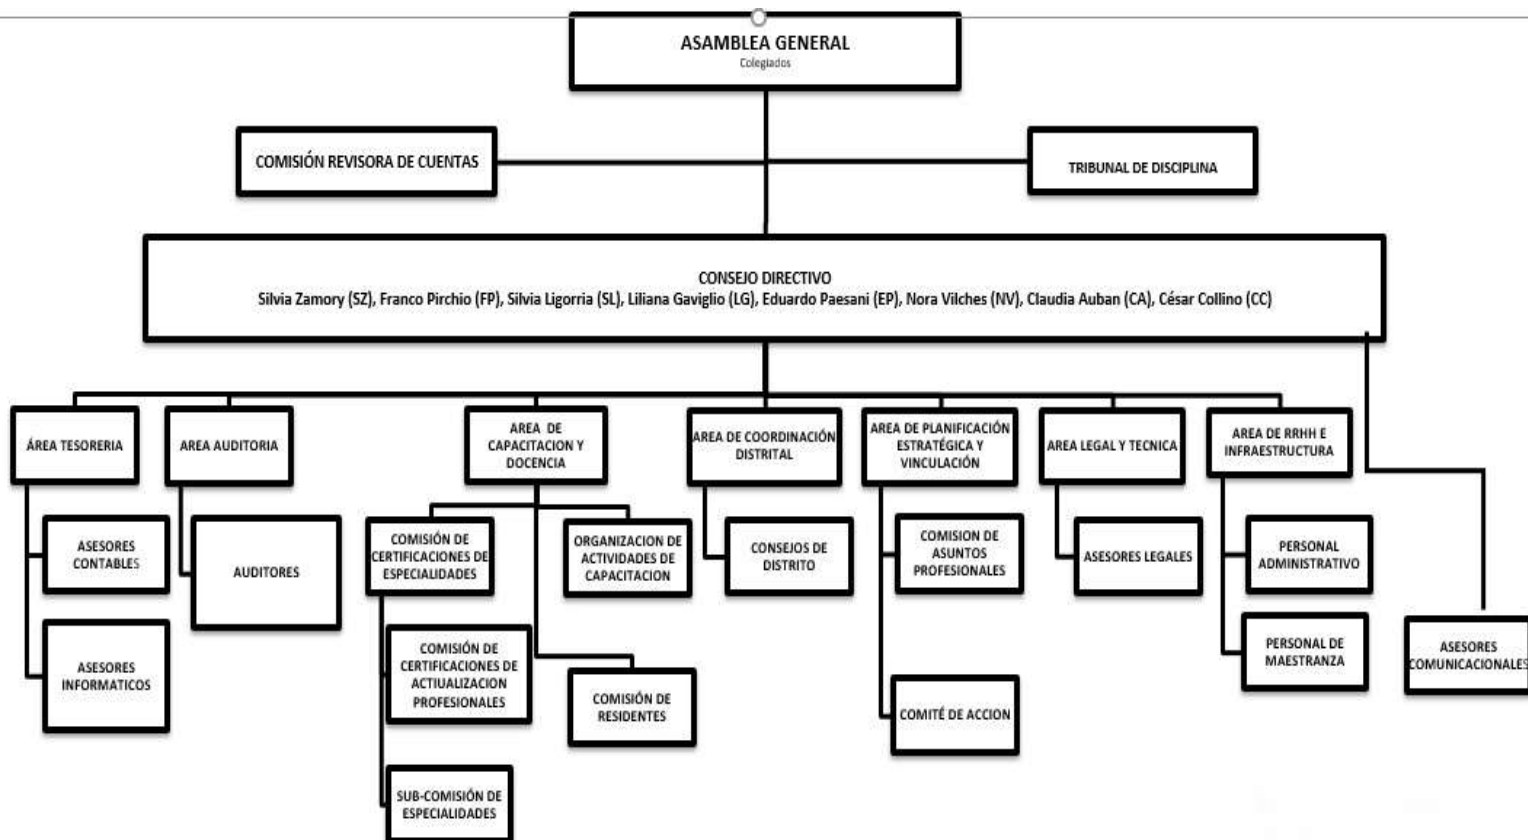 ASAMBLEA GENERAL
Colegiados
COMISIÓN REVISORA DE CUENTAS
TRIBUNAL DE DISCIPLINA
CONSEJO DIRECTIVO
Silvia Zamory (SZ), Franco Pirchio (FP), Silvia Ligorria (SL), Liliana Gaviglio (LG), Eduardo Paesani (EP), Nora Vilches (NV), Claudia Auban (CA), César Collino (CC)
ÁREA TESORERIA
AREA AUDITORIA
AREA DE
CAPACITACION Y
DOCENCIA
AREA DE COORDINACIÓN
DISTRITAL
AREA DE PLANIFICACIÓN
ESTRATÉGICA Y
VINCULACIÓN
AREA LEGAL Y TECNICA
AREA DE RRHH E
INFRAESTRUCTURA
ASESORES
CONTABLES
AUDITORES
COMISIÓN DE
CERTIFICACIONES DE
ESPECIALIDADES
ORGANIZACION DE
ACTIVIDADES DE
CAPACITACION
CONSEJOS DE
DISTRITO
COMISION DE
ASUNTOS
PROFESIONALES
ASESORES LEGALES
PERSONAL
ADMINISTRATIVO
ASESORES
INFORMATICOS
COMISIÓN DE
CERTIFICACIONES DE
ACTIUALIZACION
PROFESIONALES
COMISIÓN DE
RESIDENTES
COMITÉ DE ACCION
PERSONAL DE
MAESTRANZA
ASESORES
COMUNICACIONALES
SUB-COMISIÓN DE
ESPECIALIDADES